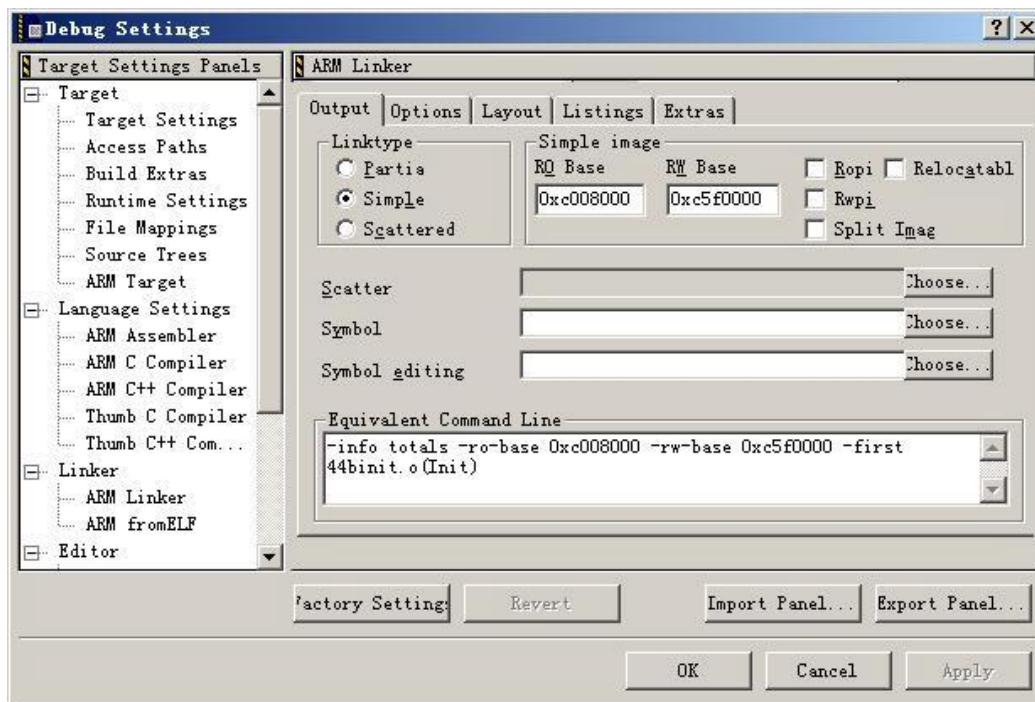 Debug Settings
Target Settings Panels
Target
Target Settings
Access Paths
Build Extras
Runtime Settings
File Mappings
Source Trees
ARM Target
Language Settings
ARM Assembler
ARM C Compiler
ARM C++ Compiler
Thumb C Compiler
Thumb C++ Com...
Linker
ARM Linker
ARM fromELF
Editor
ARM Linker
Output Options Layout Listings Extras
Linktype
Partia
Simple
Scattered
Simple image
RO Base RW Base
0xc008000 0xc5f0000
Ropi Relocatabl
Rwpi
Split Imag
Scatter Choose...
Symbol Choose...
Symbol editing Choose...
Equivalent Command Line
-info totals -ro-base 0xc008000 -rw-base 0xc5f0000 -first
44binit.o(Init)
Factory Setting Revert Import Panel... Export Panel...
OK Cancel Apply